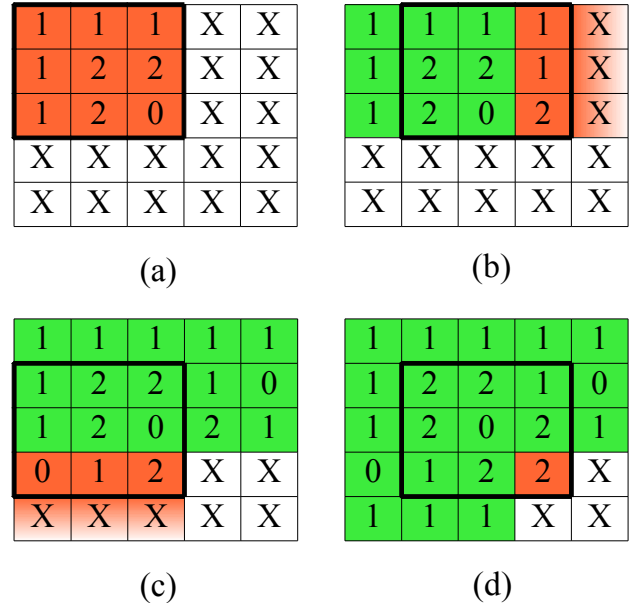 1 1 1 X X
1 2 2 X X
1 2 0 X X
X X X X X
X X X X X
(a)
1 1 1 1 X
1 2 2 1 X
1 2 0 2 X
X X X X X
X X X X X
(b)
1 1 1 1 1
1 2 2 1 0
1 2 0 2 1
0 1 2 X X
X X X X X
(c)
1 1 1 1 1
1 2 2 1 0
1 2 0 2 1
0 1 2 2 X
1 1 1 X X
(d)